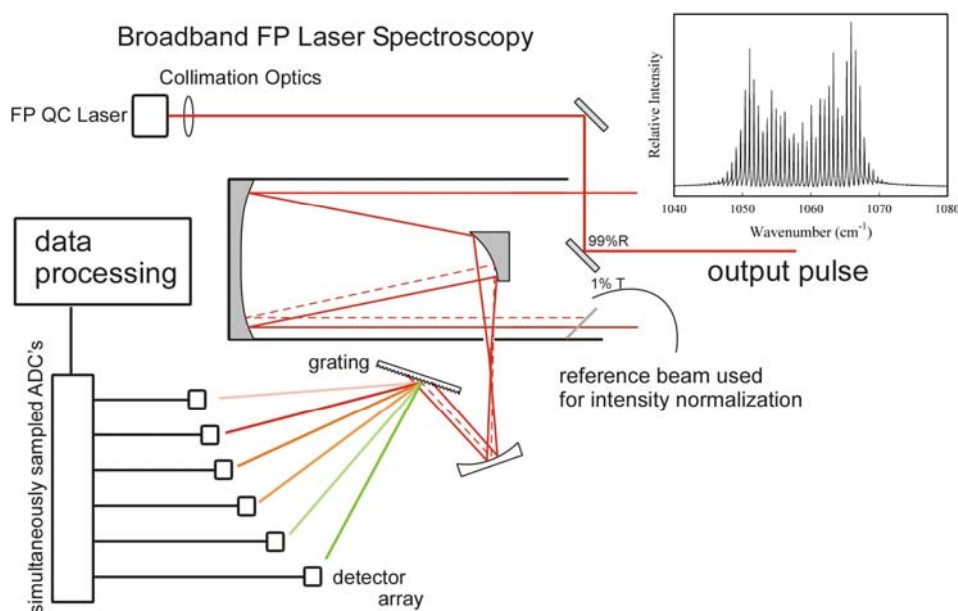 Broadband FP Laser Spectroscopy
Collimation Optics
FP QC Laser
Relative Intensity
1040
1050
1060
1070
1080
Wavenumber (cm⁻¹)
99%R
output pulse
1% T
data
processing
grating
reference beam used
for intensity normalization
simultaneously sampled ADC's
detector
array